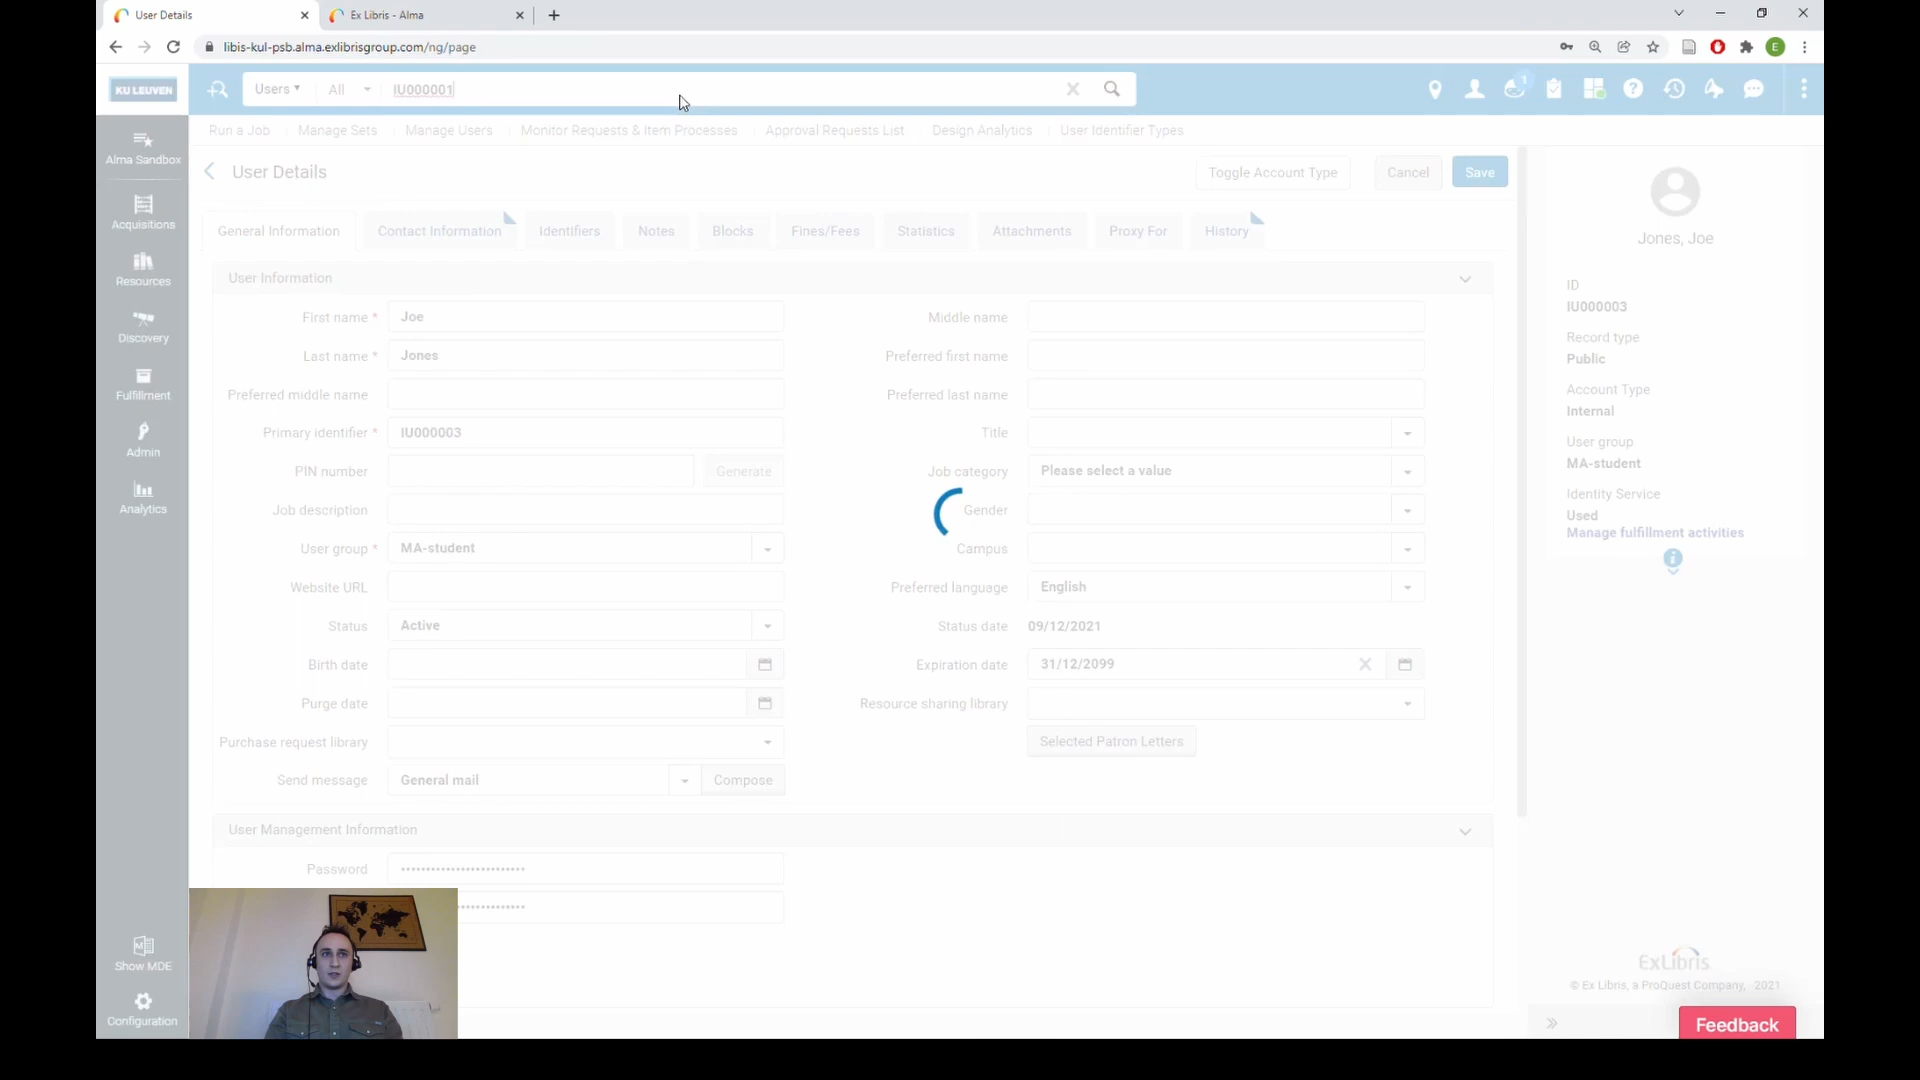 User Details
Ex Libris - Alma
libis-kul-psb.alma.exlibrisgroup.com/ng/page
E
KU LEUVEN
Users
All
IU000001
1
Run a Job
Manage Sets
Manage Users
Monitor Requests & Item Processes
Approval Requests List
Design Analytics
User Identifier Types
Alma Sandbox
Acquisitions
Resources
Discovery
Fulfillment
Admin
Analytics
Show MDE
Configuration
User Details
Toggle Account Type
Cancel
Save
General Information
Contact Information
Identifiers
Notes
Blocks
Fines/Fees
Statistics
Attachments
Proxy For
History
User Information
First name * Joe
Middle name
Last name * Jones
Preferred first name
Preferred middle name
Preferred last name
Primary identifier * IU000003
Title
PIN number
Generate
Job category Please select a value
Job description
Gender
User group * MA-student
Campus
Website URL
Preferred language English
Status Active
Status date 09/12/2021
Birth date
Expiration date 31/12/2099
Purge date
Resource sharing library
Purchase request library
Selected Patron Letters
Send message General mail
Compose
User Management Information
Password
Jones, Joe
ID
IU000003
Record type
Public
Account Type
Internal
User group
MA-student
Identity Service
Used
Manage fulfillment activities
ExLibris
© Ex Libris, a ProQuest Company, 2021
Feedback